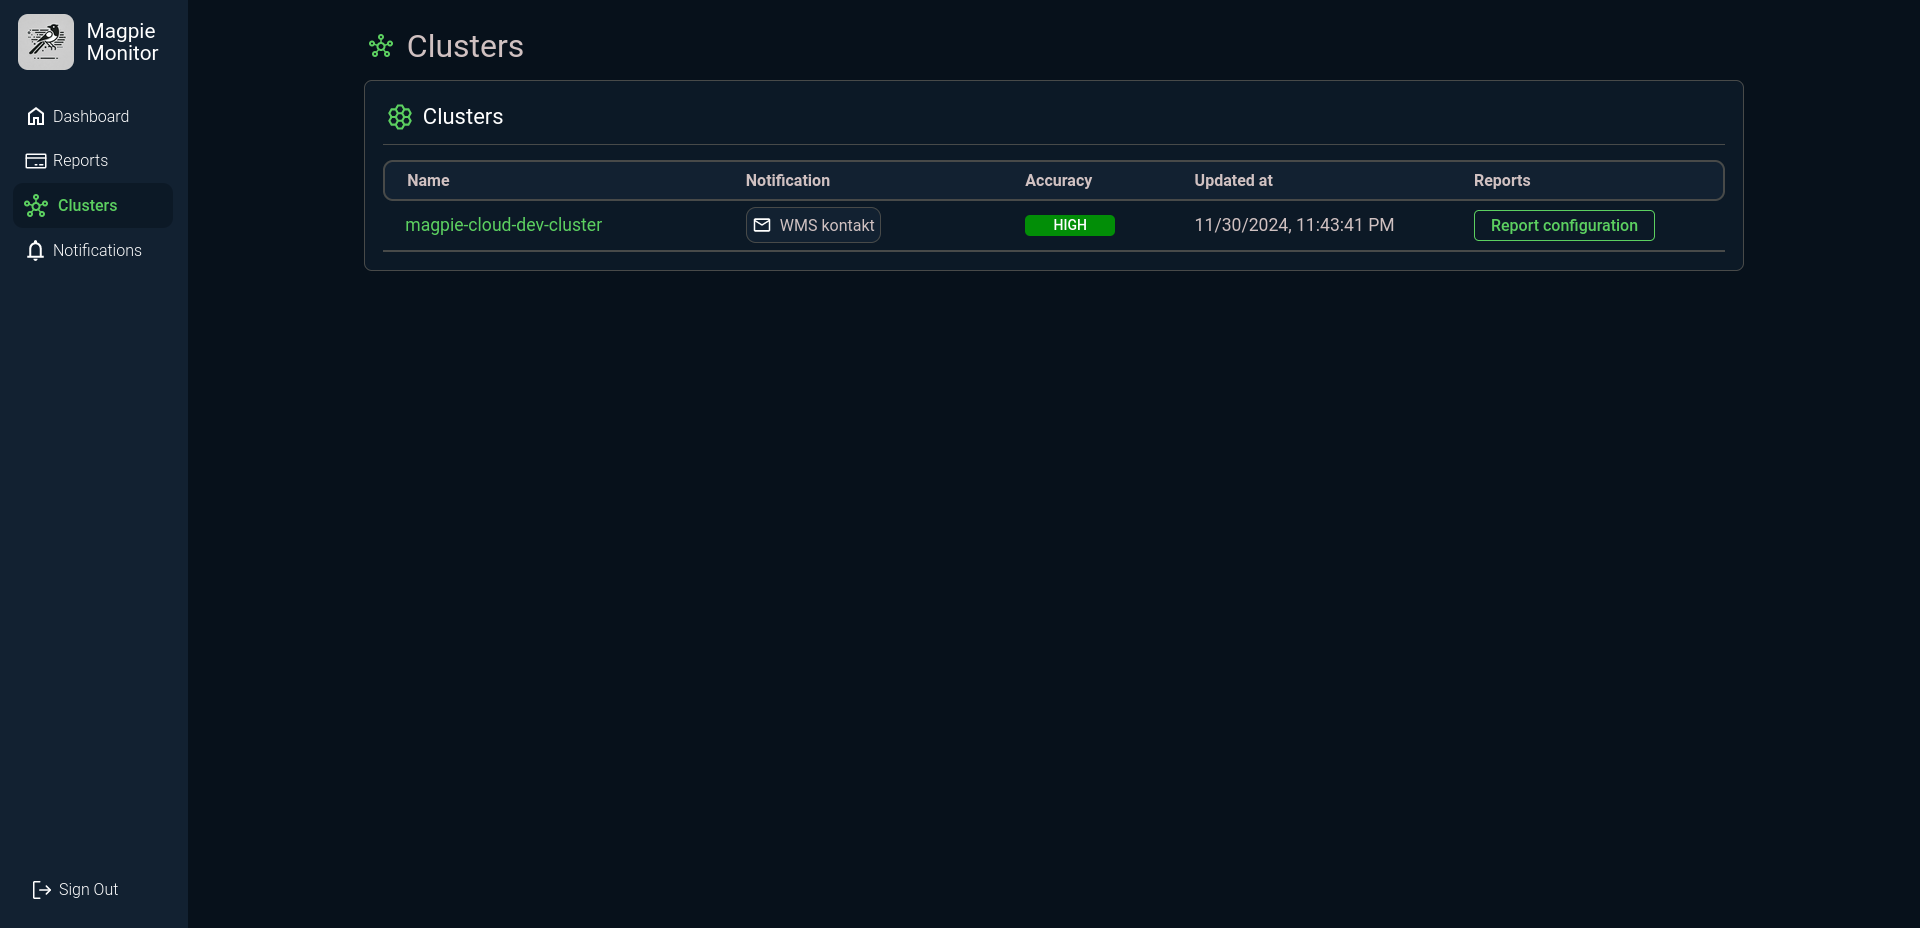 Magpie
Monitor
Dashboard
Reports
Clusters
Notifications
Sign Out
Clusters
Clusters
Name Notification Accuracy Updated at Reports
magpie-cloud-dev-cluster WMS kontakt HIGH 11/30/2024, 11:43:41 PM Report configuration